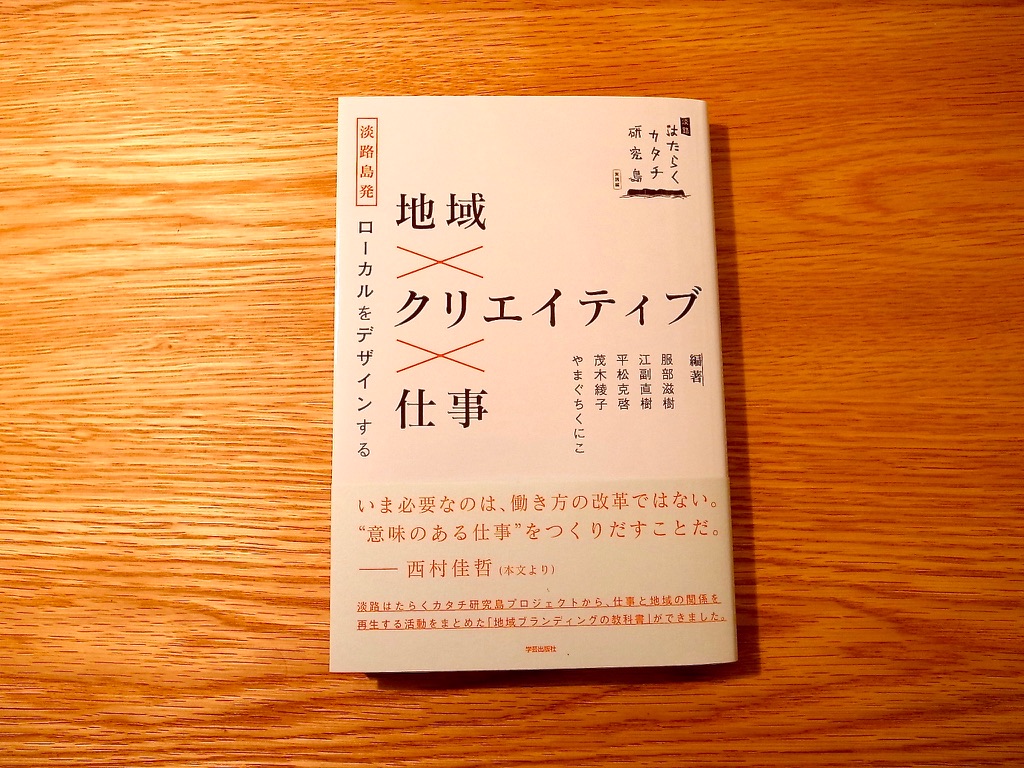 淡路
はたらく
カタチ
研究島
実践編
淡路島発
ローカルをデザインする
地域
×
クリエイティブ
×
仕事
編著
服部滋樹
江副直樹
平松克啓
茂木綾子
やまぐちくにこ
いま必要なのは、働き方の改革ではない。
“意味のある仕事”をつくりだすことだ。
—— 西村佳哲(本文より)
淡路はたらくカタチ研究島プロジェクトから、仕事と地域の関係を
再生する活動をまとめた「地域ブランディングの教科書」ができました。
学芸出版社